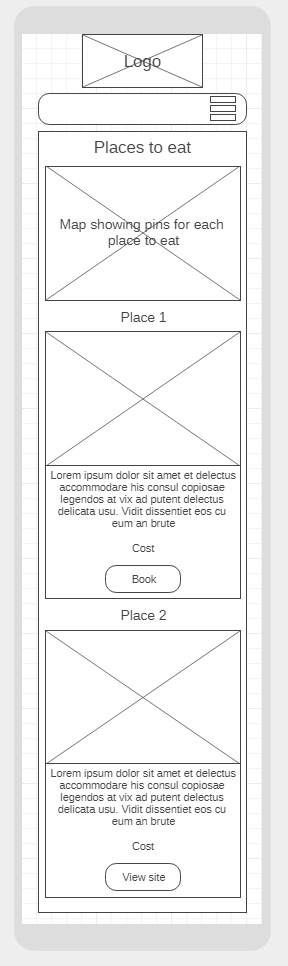 Logo
Places to eat
Map showing pins for each
place to eat
Place 1
Lorem ipsum dolor sit amet et delectus
accommodare his consul copiosae
legendos at vix ad putent delectus
delicata usu. Vidit dissentiet eos cu
eum an brute
Cost
Book
Place 2
Lorem ipsum dolor sit amet et delectus
accommodare his consul copiosae
legendos at vix ad putent delectus
delicata usu. Vidit dissentiet eos cu
eum an brute
Cost
View site